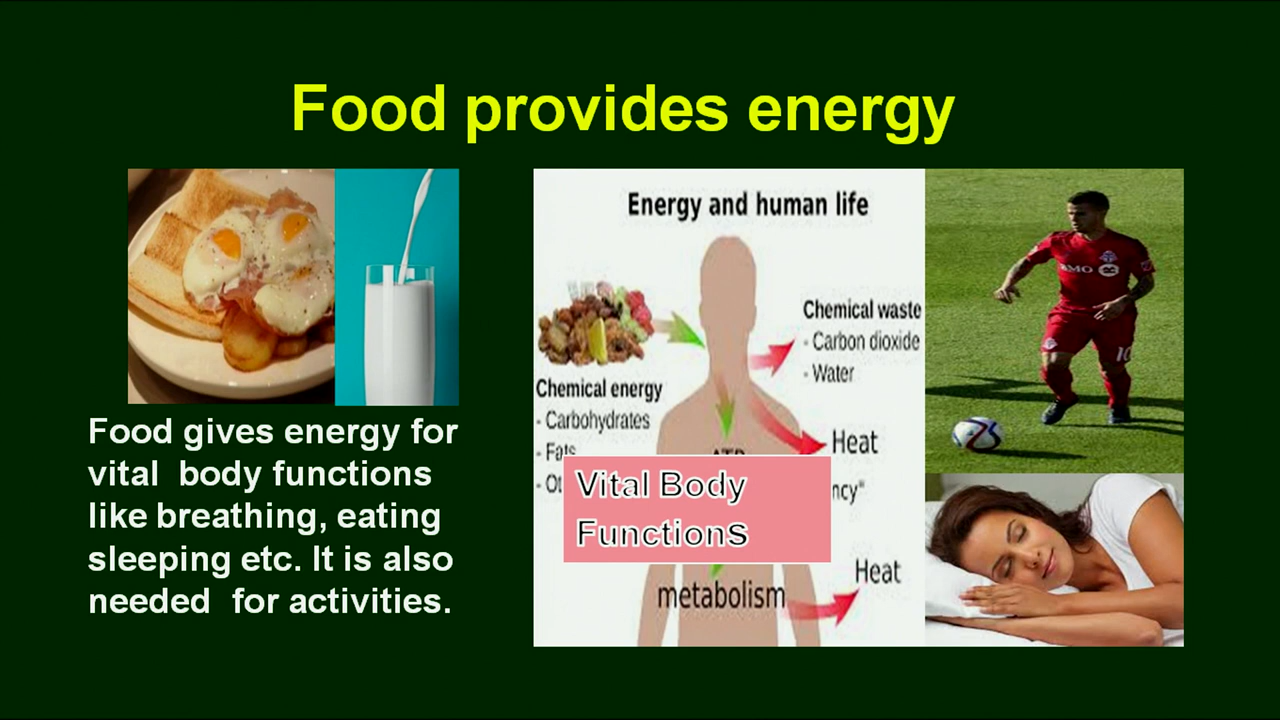 Food provides energy
Food gives energy for
vital body functions
like breathing, eating
sleeping etc. It is also
needed for activities.
Energy and human life
Chemical energy
- Carbohydrates
- Fats
Chemical waste
- Carbon dioxide
- Water
Heat
Vital Body
Functions
Heat
metabolism
BMO
10